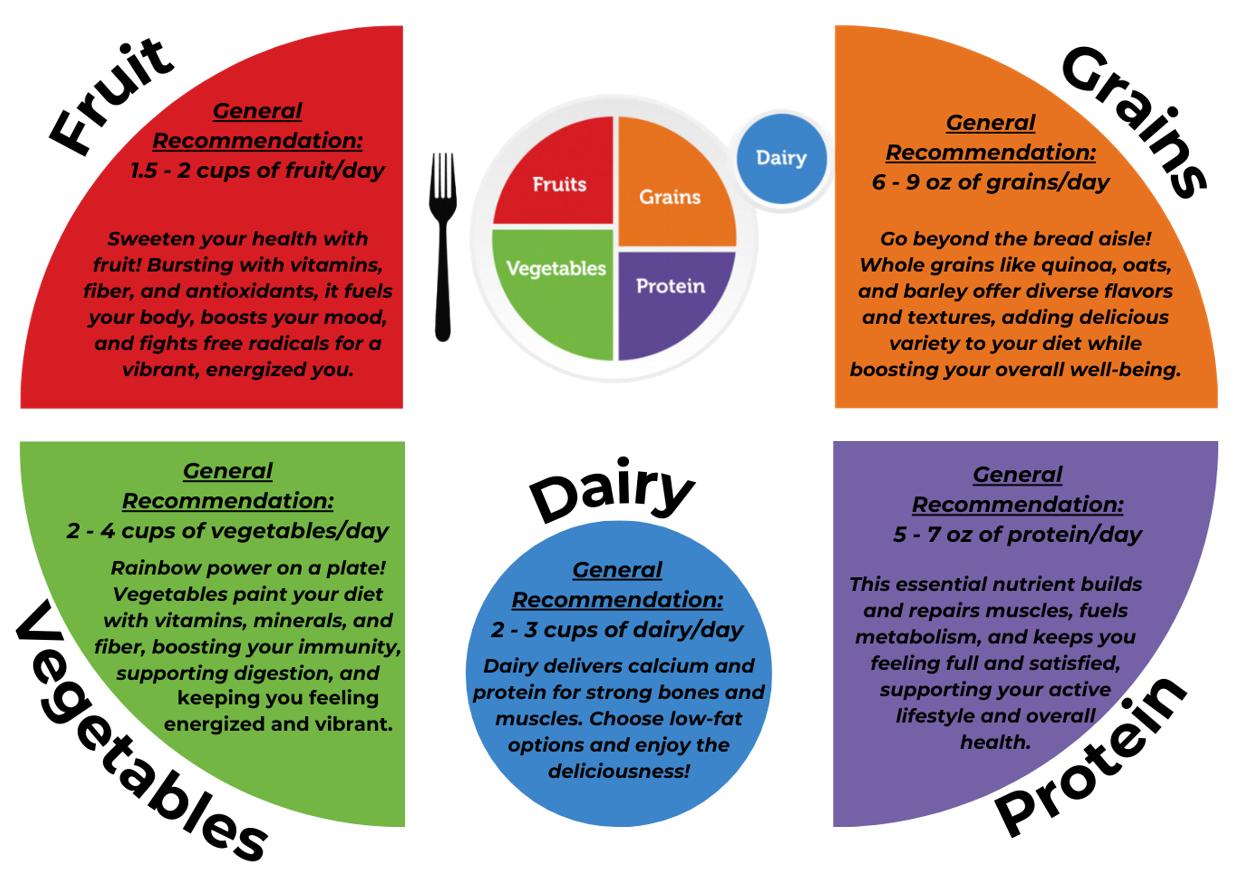 Fruit
General
Recommendation:
1.5 - 2 cups of fruit/day
Sweeten your health with
fruit! Bursting with vitamins,
fiber, and antioxidants, it fuels
your body, boosts your mood,
and fights free radicals for a
vibrant, energized you.
Fruits
Grains
Vegetables
Protein
Dairy
Grains
General
Recommendation:
6 - 9 oz of grains/day
Go beyond the bread aisle!
Whole grains like quinoa, oats,
and barley offer diverse flavors
and textures, adding delicious
variety to your diet while
boosting your overall well-being.
Vegetables
General
Recommendation:
2 - 4 cups of vegetables/day
Rainbow power on a plate!
Vegetables paint your diet
with vitamins, minerals, and
fiber, boosting your immunity,
supporting digestion, and
keeping you feeling
energized and vibrant.
Dairy
General
Recommendation:
2 - 3 cups of dairy/day
Dairy delivers calcium and
protein for strong bones and
muscles. Choose low-fat
options and enjoy the
deliciousness!
Protein
General
Recommendation:
5 - 7 oz of protein/day
This essential nutrient builds
and repairs muscles, fuels
metabolism, and keeps you
feeling full and satisfied,
supporting your active
lifestyle and overall
health.